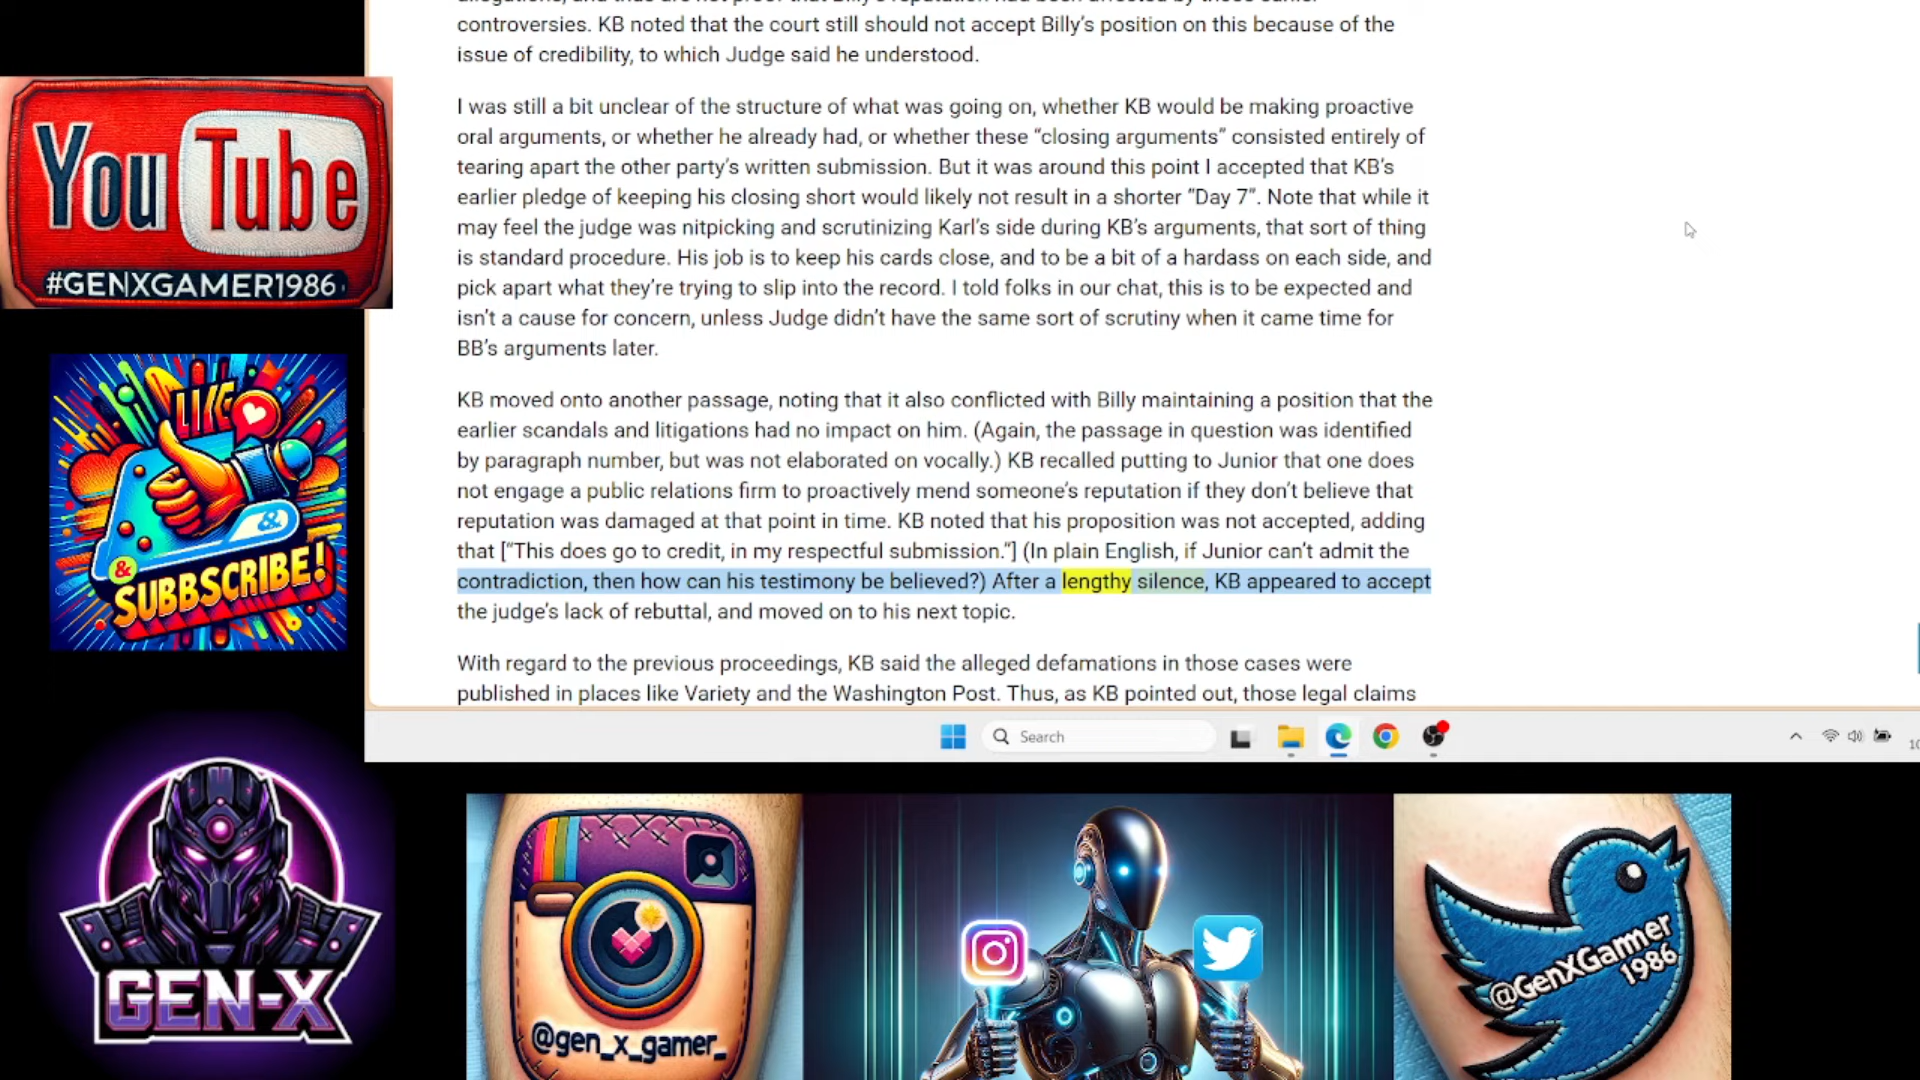 controversies. KB noted that the court still should not accept Billy's position on this because of the
issue of credibility, to which Judge said he understood.
I was still a bit unclear of the structure of what was going on, whether KB would be making proactive
oral arguments, or whether he already had, or whether these “closing arguments” consisted entirely of
tearing apart the other party's written submission. But it was around this point I accepted that KB's
earlier pledge of keeping his closing short would likely not result in a shorter “Day 7”. Note that while it
may feel the judge was nitpicking and scrutinizing Karl's side during KB's arguments, that sort of thing
is standard procedure. His job is to keep his cards close, and to be a bit of a hardass on each side, and
pick apart what they're trying to slip into the record. I told folks in our chat, this is to be expected and
isn't a cause for concern, unless Judge didn't have the same sort of scrutiny when it came time for
BB's arguments later.
KB moved onto another passage, noting that it also conflicted with Billy maintaining a position that the
earlier scandals and litigations had no impact on him. (Again, the passage in question was identified
by paragraph number, but was not elaborated on vocally.) KB recalled putting to Junior that one does
not engage a public relations firm to proactively mend someone's reputation if they don't believe that
reputation was damaged at that point in time. KB noted that his proposition was not accepted, adding
that [“This does go to credit, in my respectful submission.“] (In plain English, if Junior can't admit the
contradiction, then how can his testimony be believed?) After a lengthy silence, KB appeared to accept
the judge's lack of rebuttal, and moved on to his next topic.
With regard to the previous proceedings, KB said the alleged defamations in those cases were
published in places like Variety and the Washington Post. Thus, as KB pointed out, those legal claims
Search
You Tube
#GENXGAMER1986
LIKE
&
& SUBBSCRIBE!
GEN-X
@gen_x_gamer_
@GenXGamer
1986